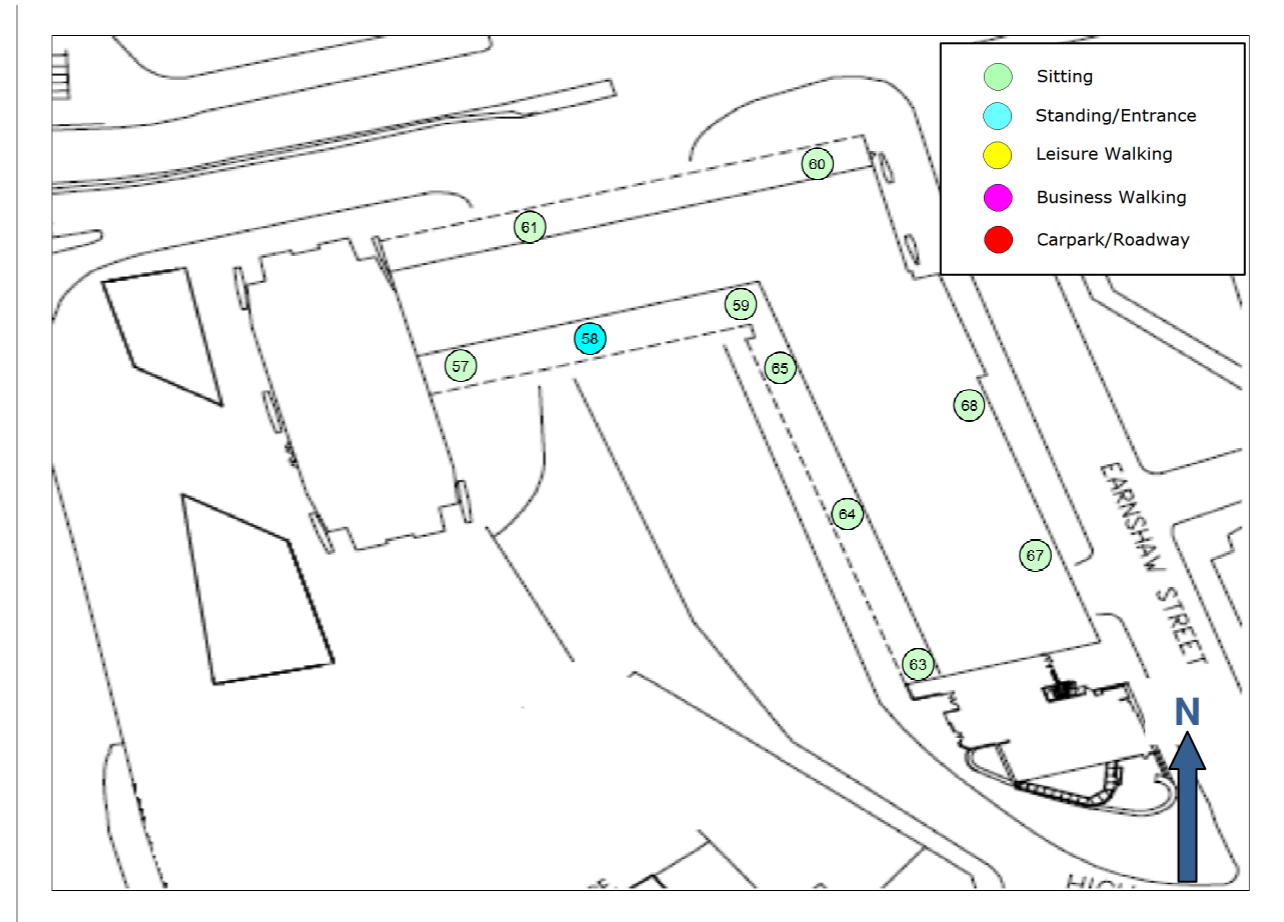 Sitting
Standing/Entrance
Leisure Walking
Business Walking
Carpark/Roadway
60
61
59
58
57
65
68
64
67
63
EARNSHAW STREET
N